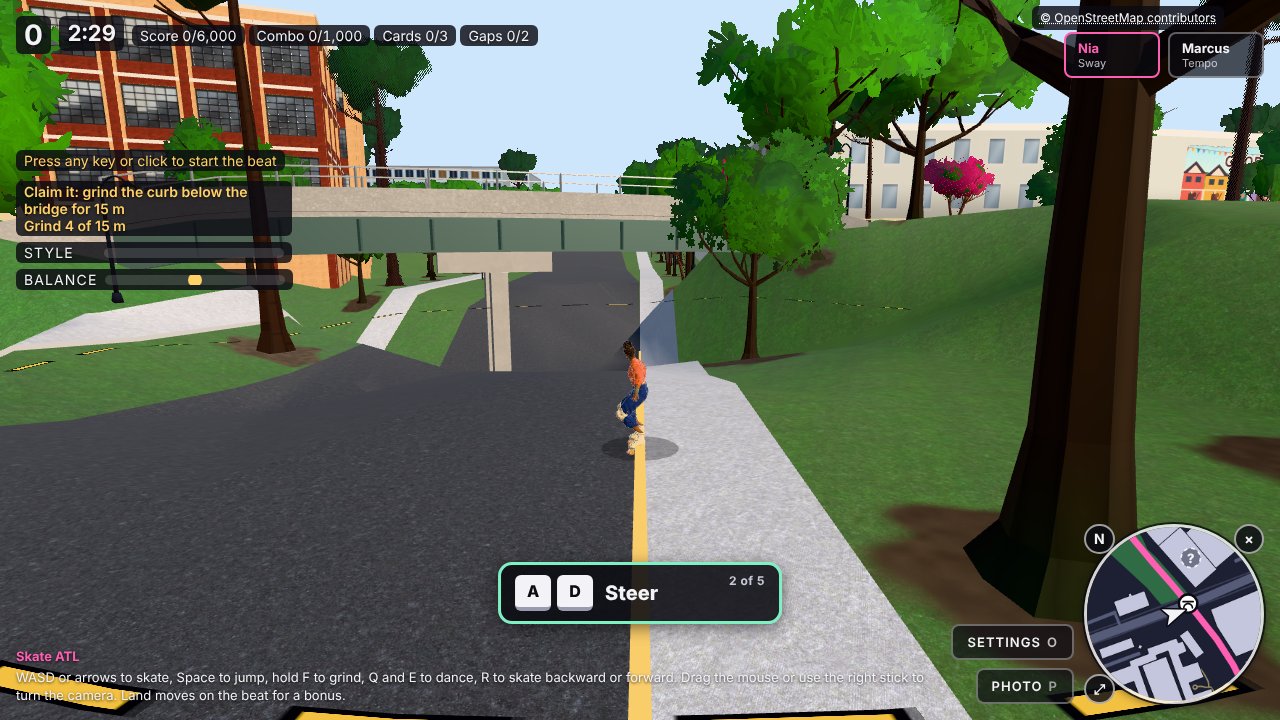 0
2:29
Score 0/6,000
Combo 0/1,000
Cards 0/3
Gaps 0/2
© OpenStreetMap contributors
Nia
Sway
Marcus
Tempo
Press any key or click to start the beat
Claim it: grind the curb below the
bridge for 15 m
Grind 4 of 15 m
STYLE
BALANCE
A D Steer
2 of 5
N
×
?
SETTINGS O
PHOTO P
Skate ATL
WASD or arrows to skate, Space to jump, hold F to grind, Q and E to dance, R to skate backward or forward. Drag the mouse or use the right stick to
turn the camera. Land moves on the beat for a bonus.